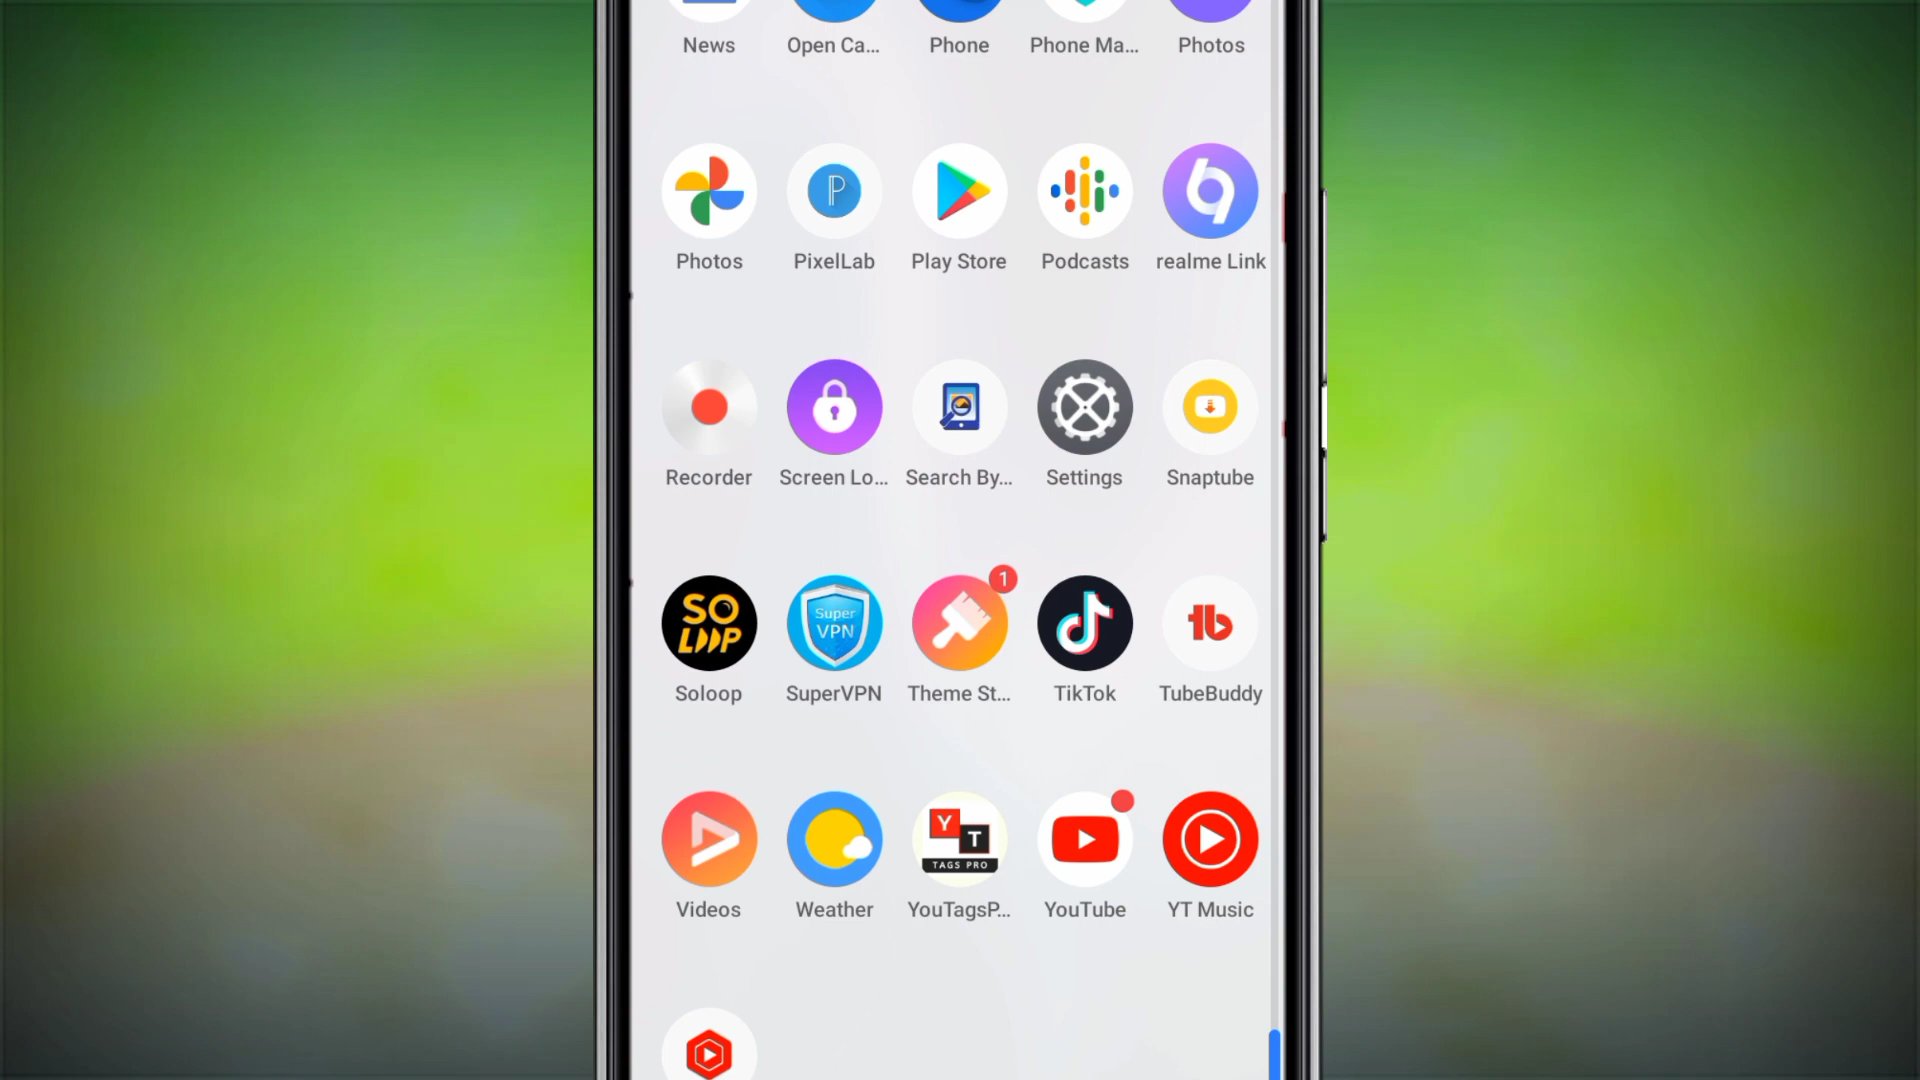 News Open Ca... Phone Phone Ma... Photos
P
Photos PixelLab Play Store Podcasts realme Link
Recorder Screen Lo... Search By... Settings Snaptube
SO
LOOP
Super
VPN
1
tb
Soloop SuperVPN Theme St... TikTok TubeBuddy
Y
T
TAGS PRO
Videos Weather YouTagsP... YouTube YT Music